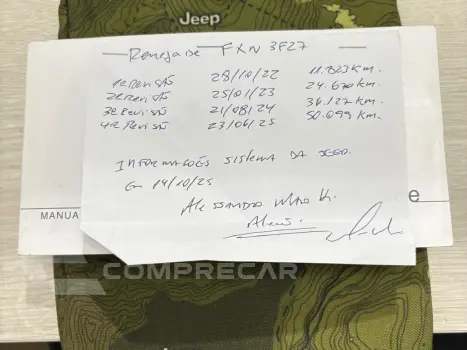 Jeep
Renegade FXN 3F27
1ª Revisão 28/10/22 11.823 km.
2ª Revisão 25/01/23 24.670 km.
3ª Revisão 21/08/24 36.127 km.
4ª Revisão 23/06/25 50.099 km.
Informações sistema da Jeep.
Em 14/10/25
Alessandro
MANUA
e
COMPRECAR